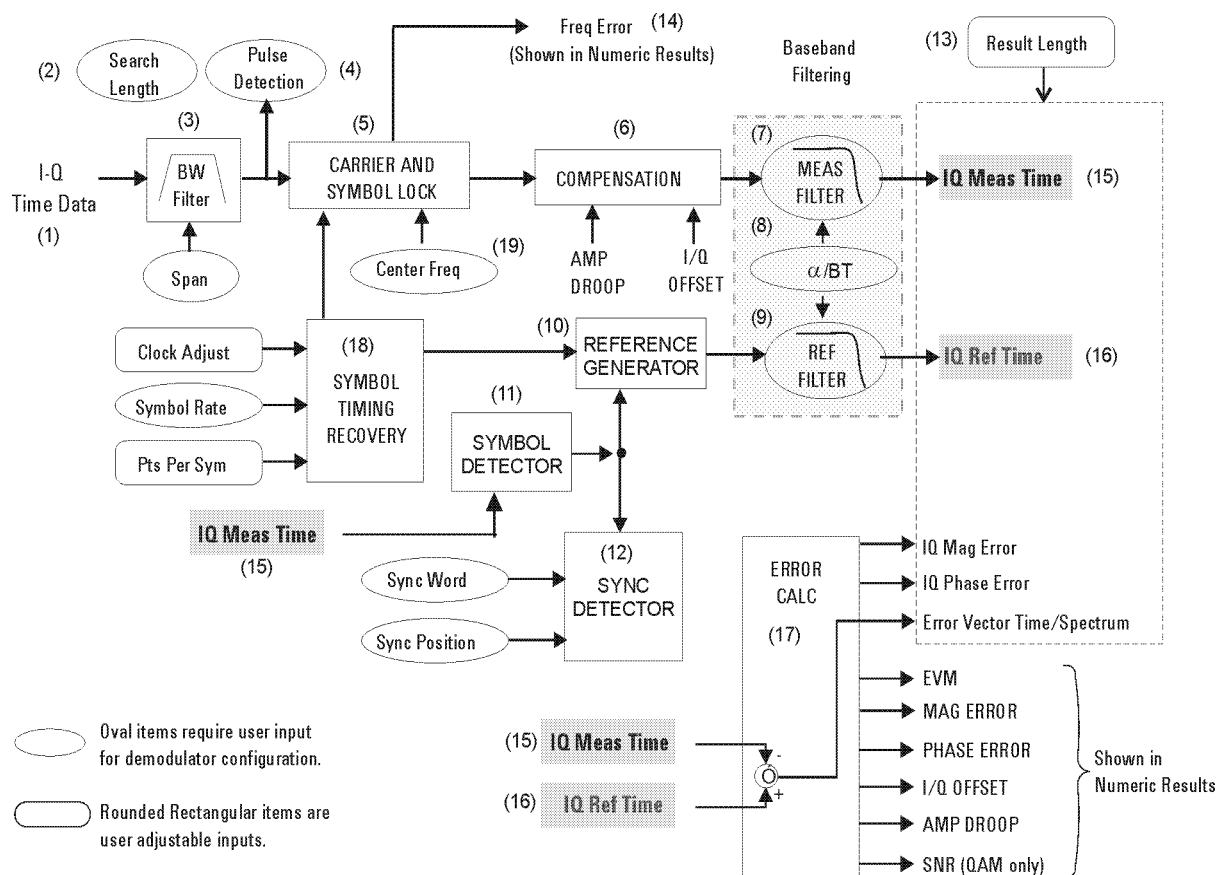 Freq Error (14)
(Shown in Numeric Results)
Baseband
Filtering
(13) Result Length
(2) Search
Length
Pulse
Detection (4)
(3)
BW
Filter
I-Q
Time Data
(1)
Span
(5)
CARRIER AND
SYMBOL LOCK
Center Freq (19)
(6)
COMPENSATION
AMP
DROOP
I/Q
OFFSET
(7)
MEAS
FILTER
(8)
α/BT
(9)
REF
FILTER
IQ Meas Time (15)
IQ Ref Time (16)
Clock Adjust
Symbol Rate
Pts Per Sym
(18)
SYMBOL
TIMING
RECOVERY
(10)
REFERENCE
GENERATOR
(11)
SYMBOL
DETECTOR
IQ Meas Time
(15)
(12)
SYNC
DETECTOR
Sync Word
Sync Position
ERROR
CALC
(17)
IQ Mag Error
IQ Phase Error
Error Vector Time/Spectrum
EVM
MAG ERROR
PHASE ERROR
I/Q OFFSET
AMP DROOP
SNR (QAM only)
Shown in
Numeric Results
(15) IQ Meas Time
-
(16) IQ Ref Time
+
Oval items require user input
for demodulator configuration.
Rounded Rectangular items are
user adjustable inputs.